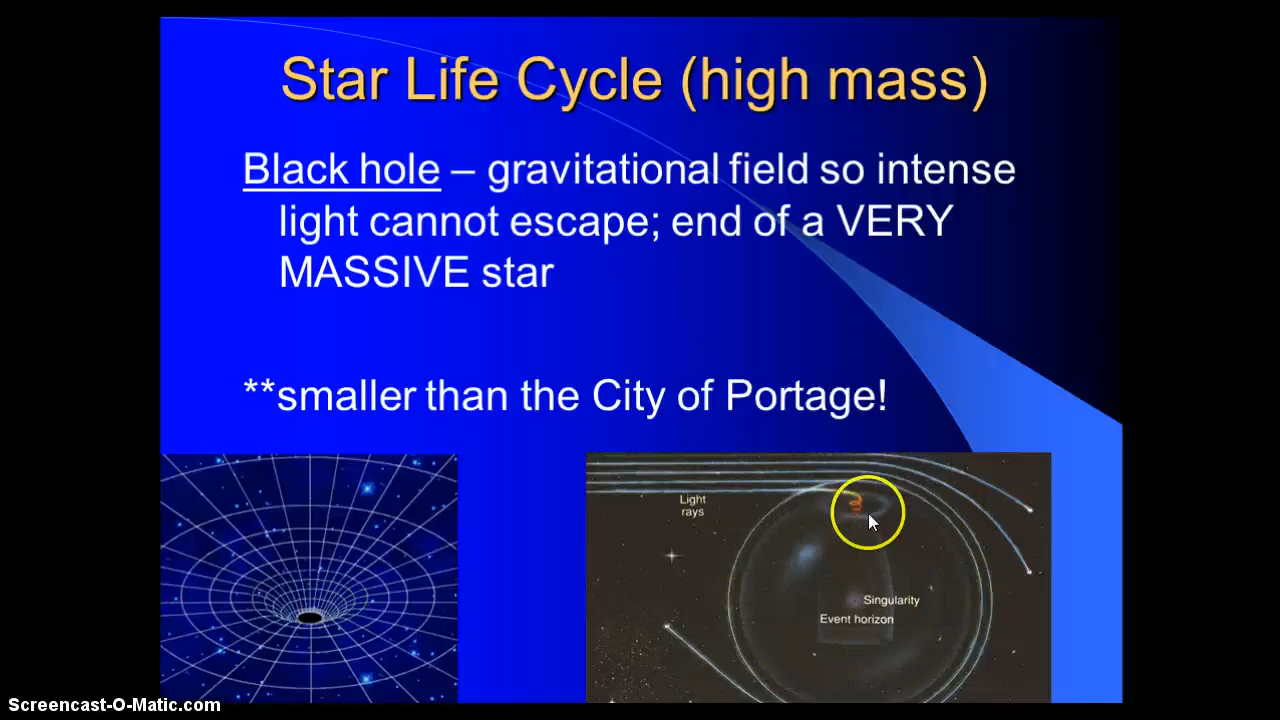 Star Life Cycle (high mass)
Black hole – gravitational field so intense
light cannot escape; end of a VERY
MASSIVE star
**smaller than the City of Portage!
Light
rays
Singularity
Event horizon
Screencast-O-Matic.com